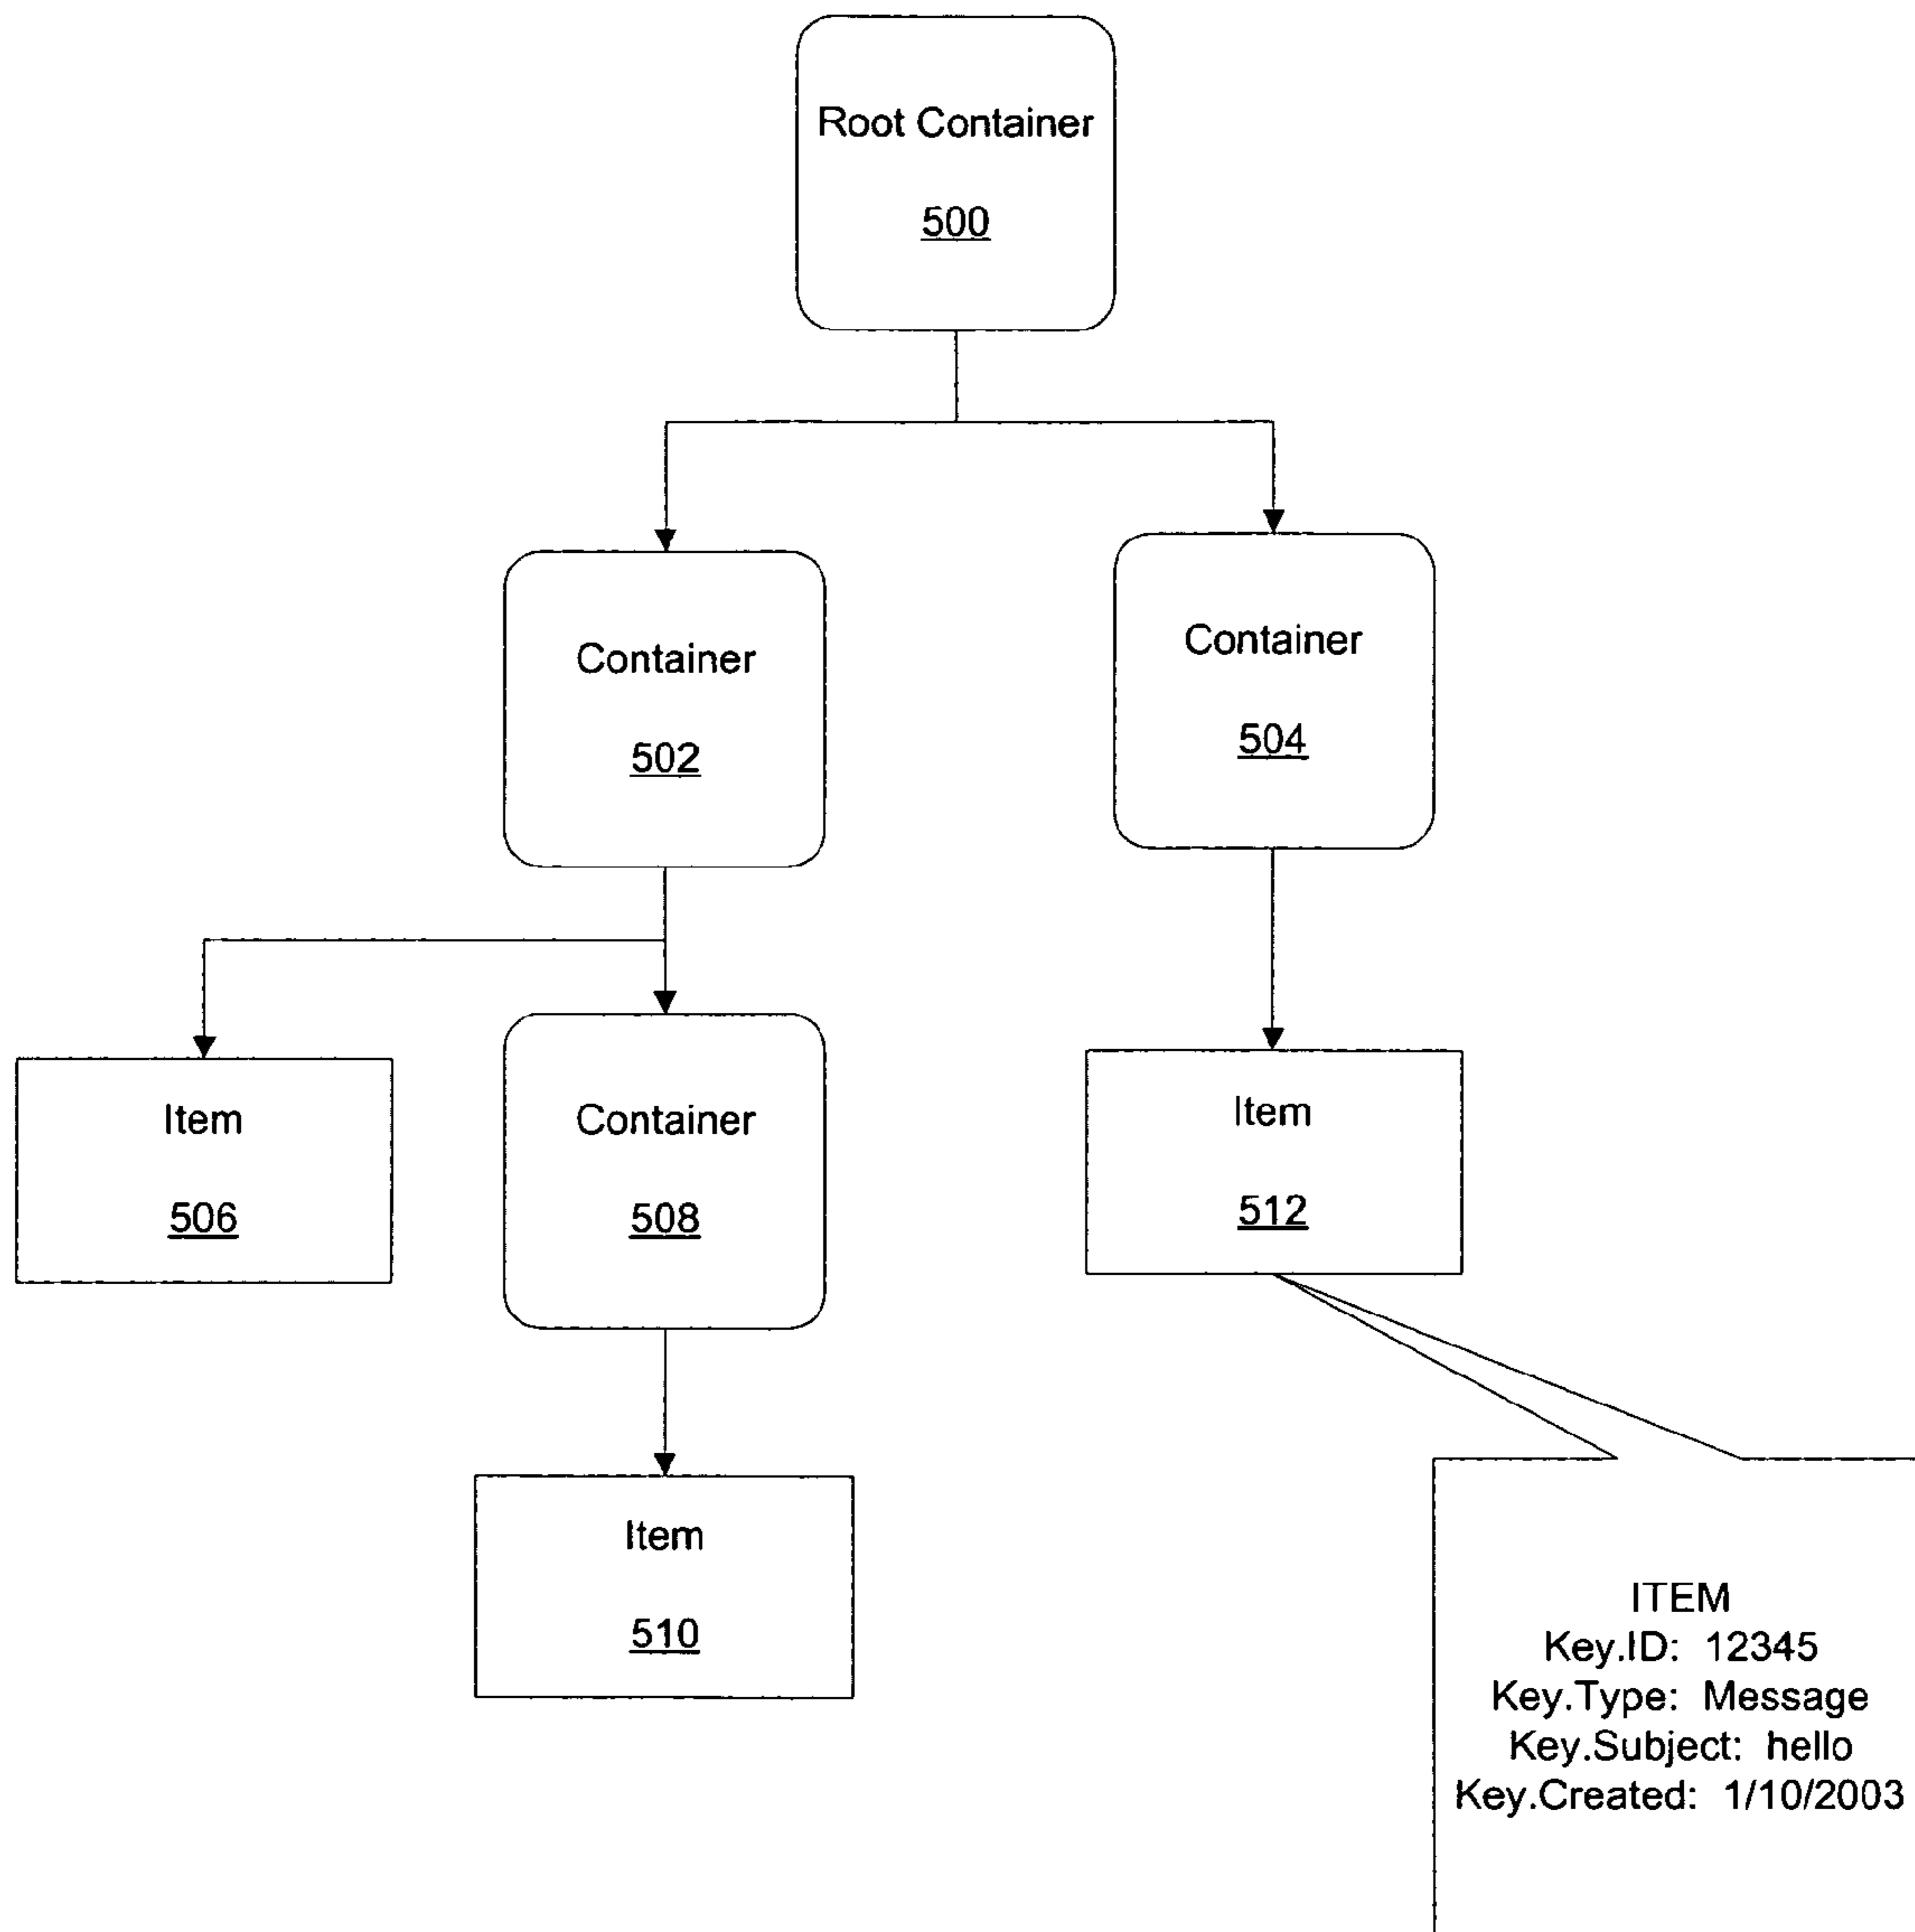 Root Container
500
Container
502
Container
504
Item
506
Container
508
Item
512
Item
510
ITEM
Key.ID: 12345
Key.Type: Message
Key.Subject: hello
Key.Created: 1/10/2003